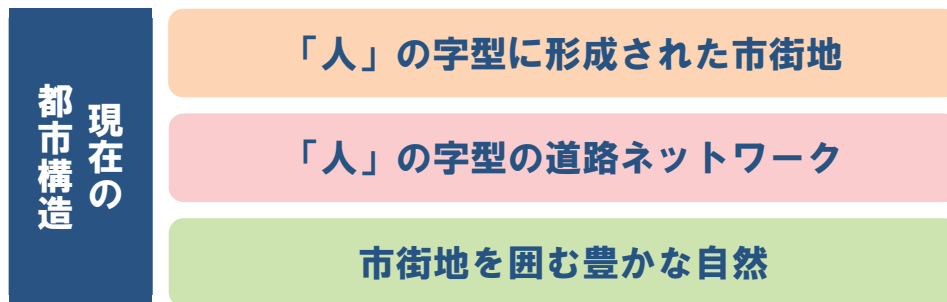 現在の
都市構造
「人」の字型に形成された市街地
「人」の字型の道路ネットワーク
市街地を囲む豊かな自然